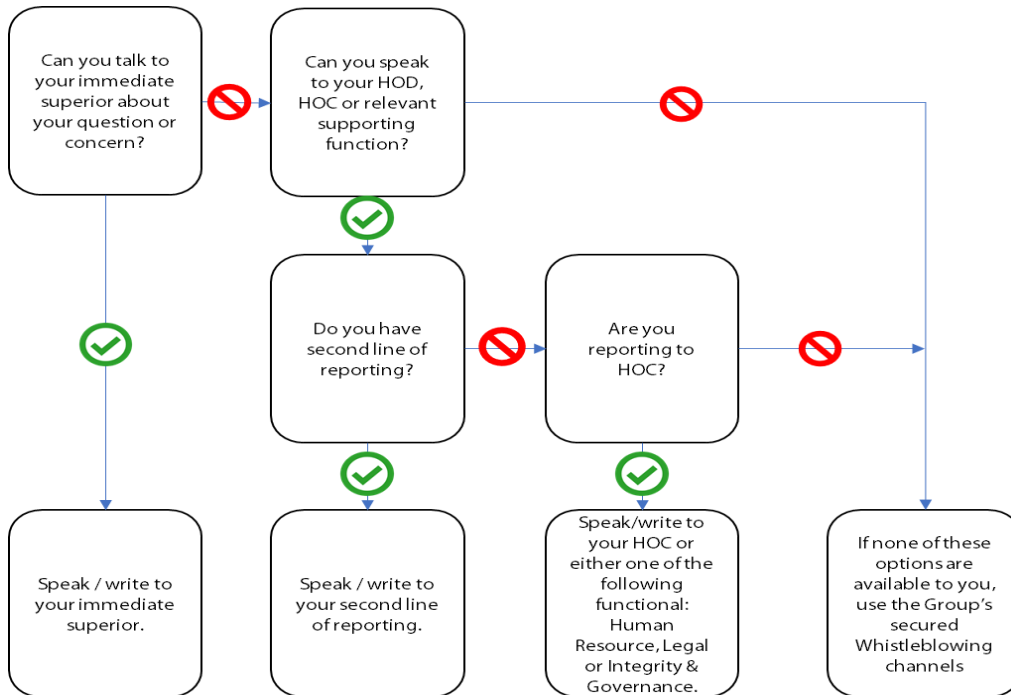 Can you talk to
your immediate
superior about
your question or
concern?
Can you speak
to your HOD,
HOC or relevant
supporting
function?
Do you have
second line of
reporting?
Are you
reporting to
HOC?
Speak / write to
your immediate
superior.
Speak / write to
your second line
of reporting.
Speak/write to
your HOC or
either one of the
following
functional:
Human
Resource, Legal
or Integrity &
Governance.
If none of these
options are
available to you,
use the Group’s
secured
Whistleblowing
channels